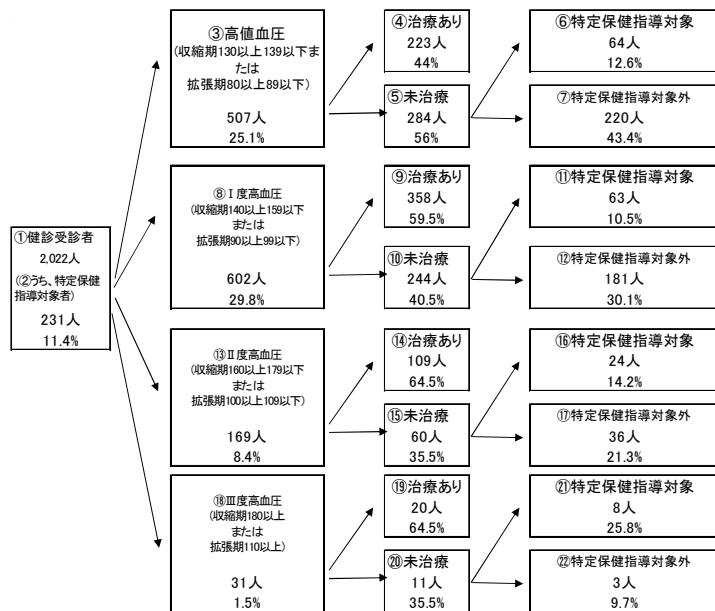 ①健診受診者
2,022人
(②うち、特定保健
指導対象者)
231人
11.4%
③高値血圧
(収縮期130以上139以下ま
たは
拡張期80以上89以下)
507人
25.1%
④治療あり
223人
44%
⑤未治療
284人
56%
⑥特定保健指導対象
64人
12.6%
⑦特定保健指導対象外
220人
43.4%
⑧Ⅰ度高血圧
(収縮期140以上159以下
または
拡張期90以上99以下)
602人
29.8%
⑨治療あり
358人
59.5%
⑩未治療
244人
40.5%
⑪特定保健指導対象
63人
10.5%
⑫特定保健指導対象外
181人
30.1%
⑬Ⅱ度高血圧
(収縮期160以上179以下
または
拡張期100以上109以下)
169人
8.4%
⑭治療あり
109人
64.5%
⑮未治療
60人
35.5%
⑯特定保健指導対象
24人
14.2%
⑰特定保健指導対象外
36人
21.3%
⑱Ⅲ度高血圧
(収縮期180以上
または
拡張期110以上)
31人
1.5%
⑲治療あり
20人
64.5%
⑳未治療
11人
35.5%
㉑特定保健指導対象
8人
25.8%
㉒特定保健指導対象外
3人
9.7%